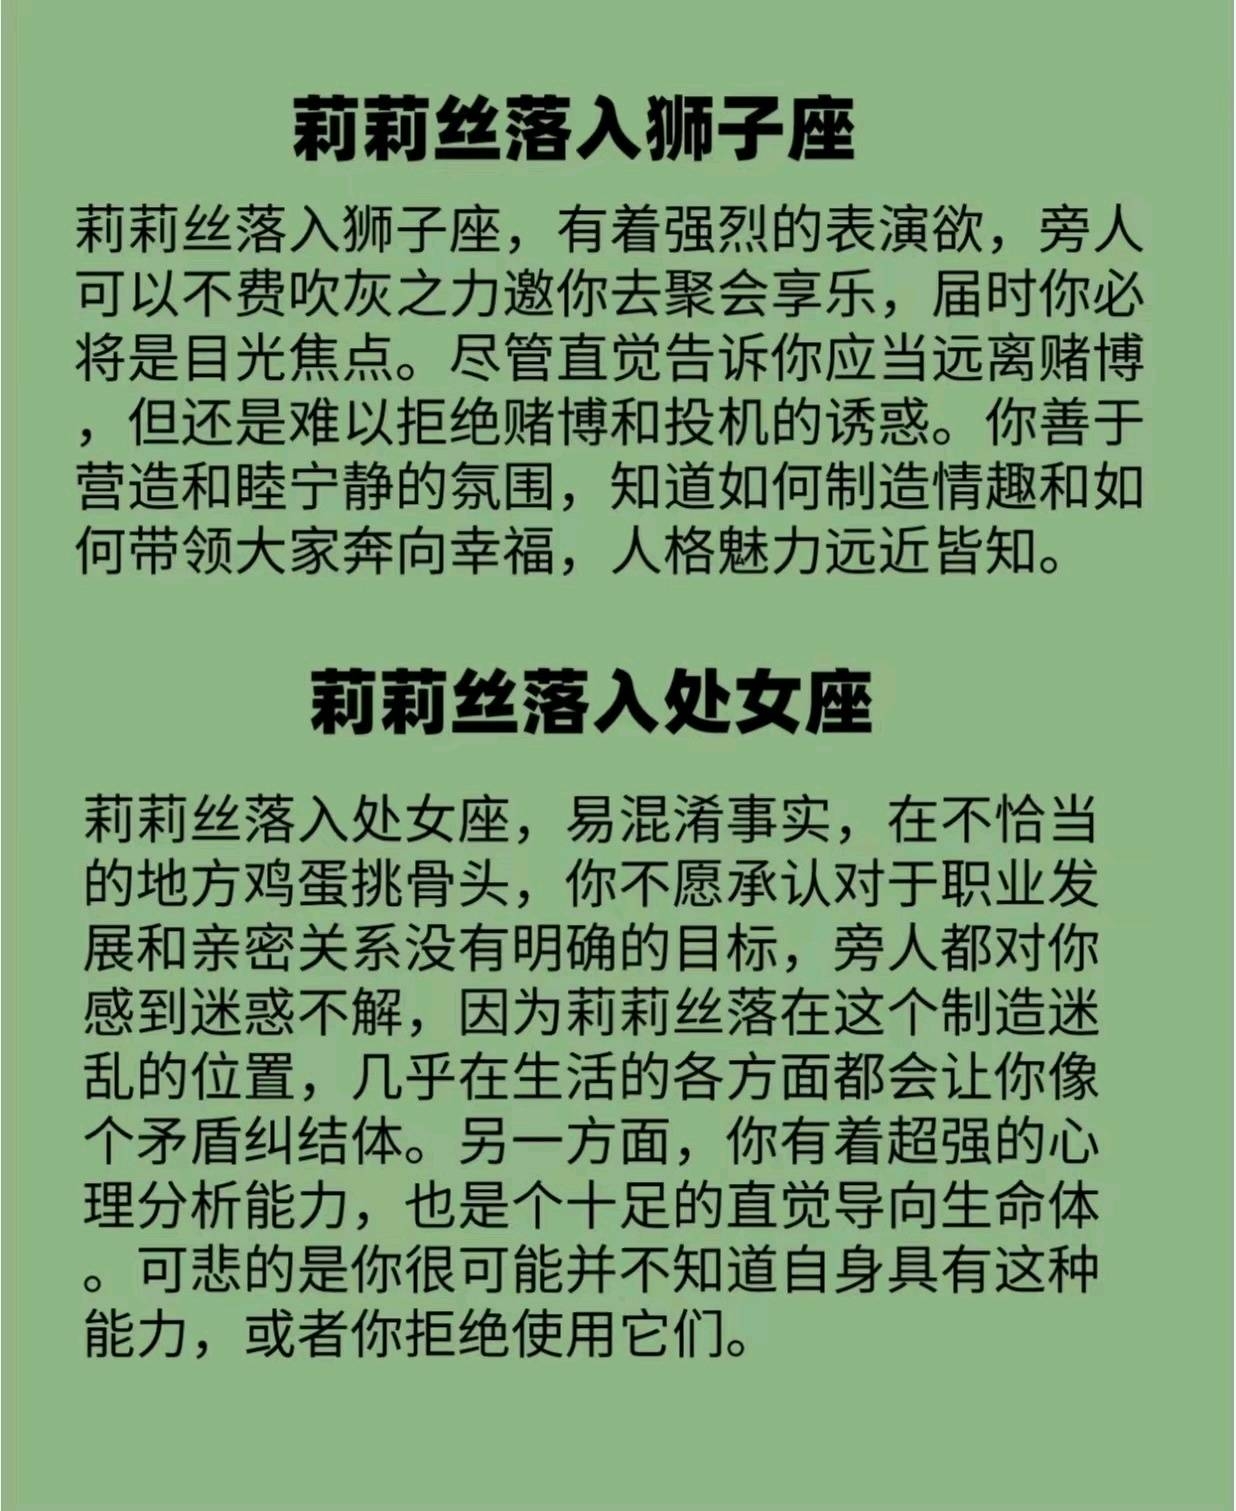 莉莉丝落入狮子座
莉莉丝落入狮子座，有着强烈的表演欲，旁人
可以不费吹灰之力邀你去聚会享乐，届时你必
将是目光焦点。尽管直觉告诉你应当远离赌博
，但还是难以拒绝赌博和投机的诱惑。你善于
营造和睦宁静的氛围，知道如何制造情趣和如
何带领大家奔向幸福，人格魅力远近皆知。
莉莉丝落入处女座
莉莉丝落入处女座，易混淆事实，在不恰当
的地方鸡蛋挑骨头，你不愿承认对于职业发
展和亲密关系没有明确的目标，旁人都对你
感到迷惑不解，因为莉莉丝落在这个制造迷
乱的位置，几乎在生活的各方面都会让你像
个矛盾纠结体。另一方面，你有着超强的心
理分析能力，也是个十足的直觉导向生命体
。可悲的是你很可能并不知道自身具有这种
能力，或者你拒绝使用它们。